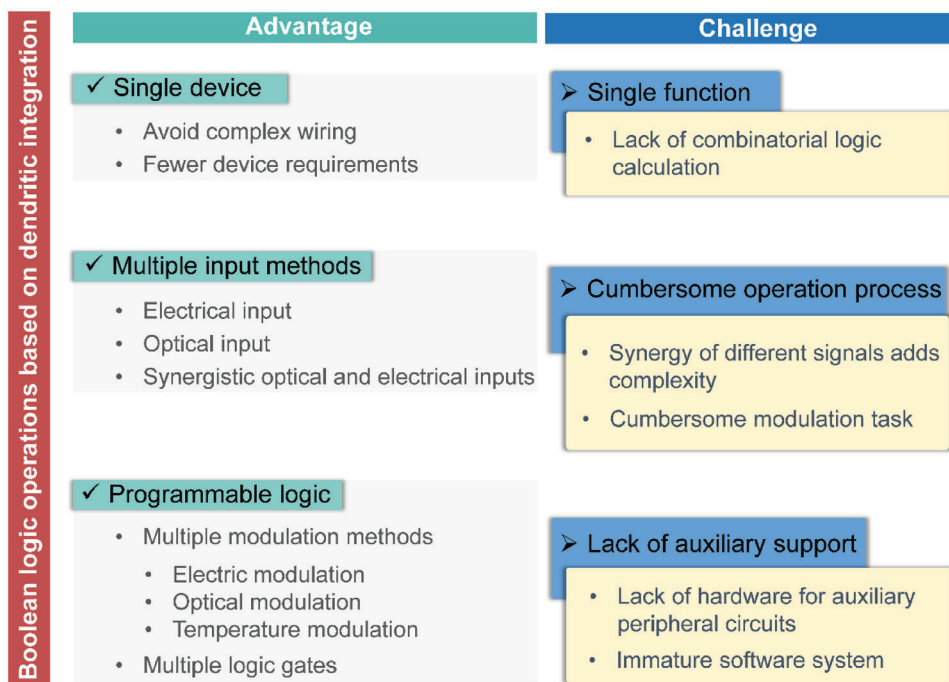 Boolean logic operations based on dendritic integration
Advantage
✓ Single device
• Avoid complex wiring
• Fewer device requirements
✓ Multiple input methods
• Electrical input
• Optical input
• Synergistic optical and electrical inputs
✓ Programmable logic
• Multiple modulation methods
• Electric modulation
• Optical modulation
• Temperature modulation
• Multiple logic gates
Challenge
➢ Single function
• Lack of combinatorial logic
calculation
➢ Cumbersome operation process
• Synergy of different signals adds
complexity
• Cumbersome modulation task
➢ Lack of auxiliary support
• Lack of hardware for auxiliary
peripheral circuits
• Immature software system